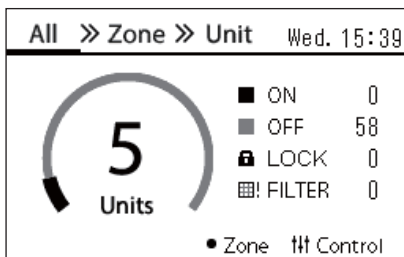 All » Zone » Unit Wed. 15:39
5
Units
ON 0
OFF 58
LOCK 0
! FILTER 0
Zone Control